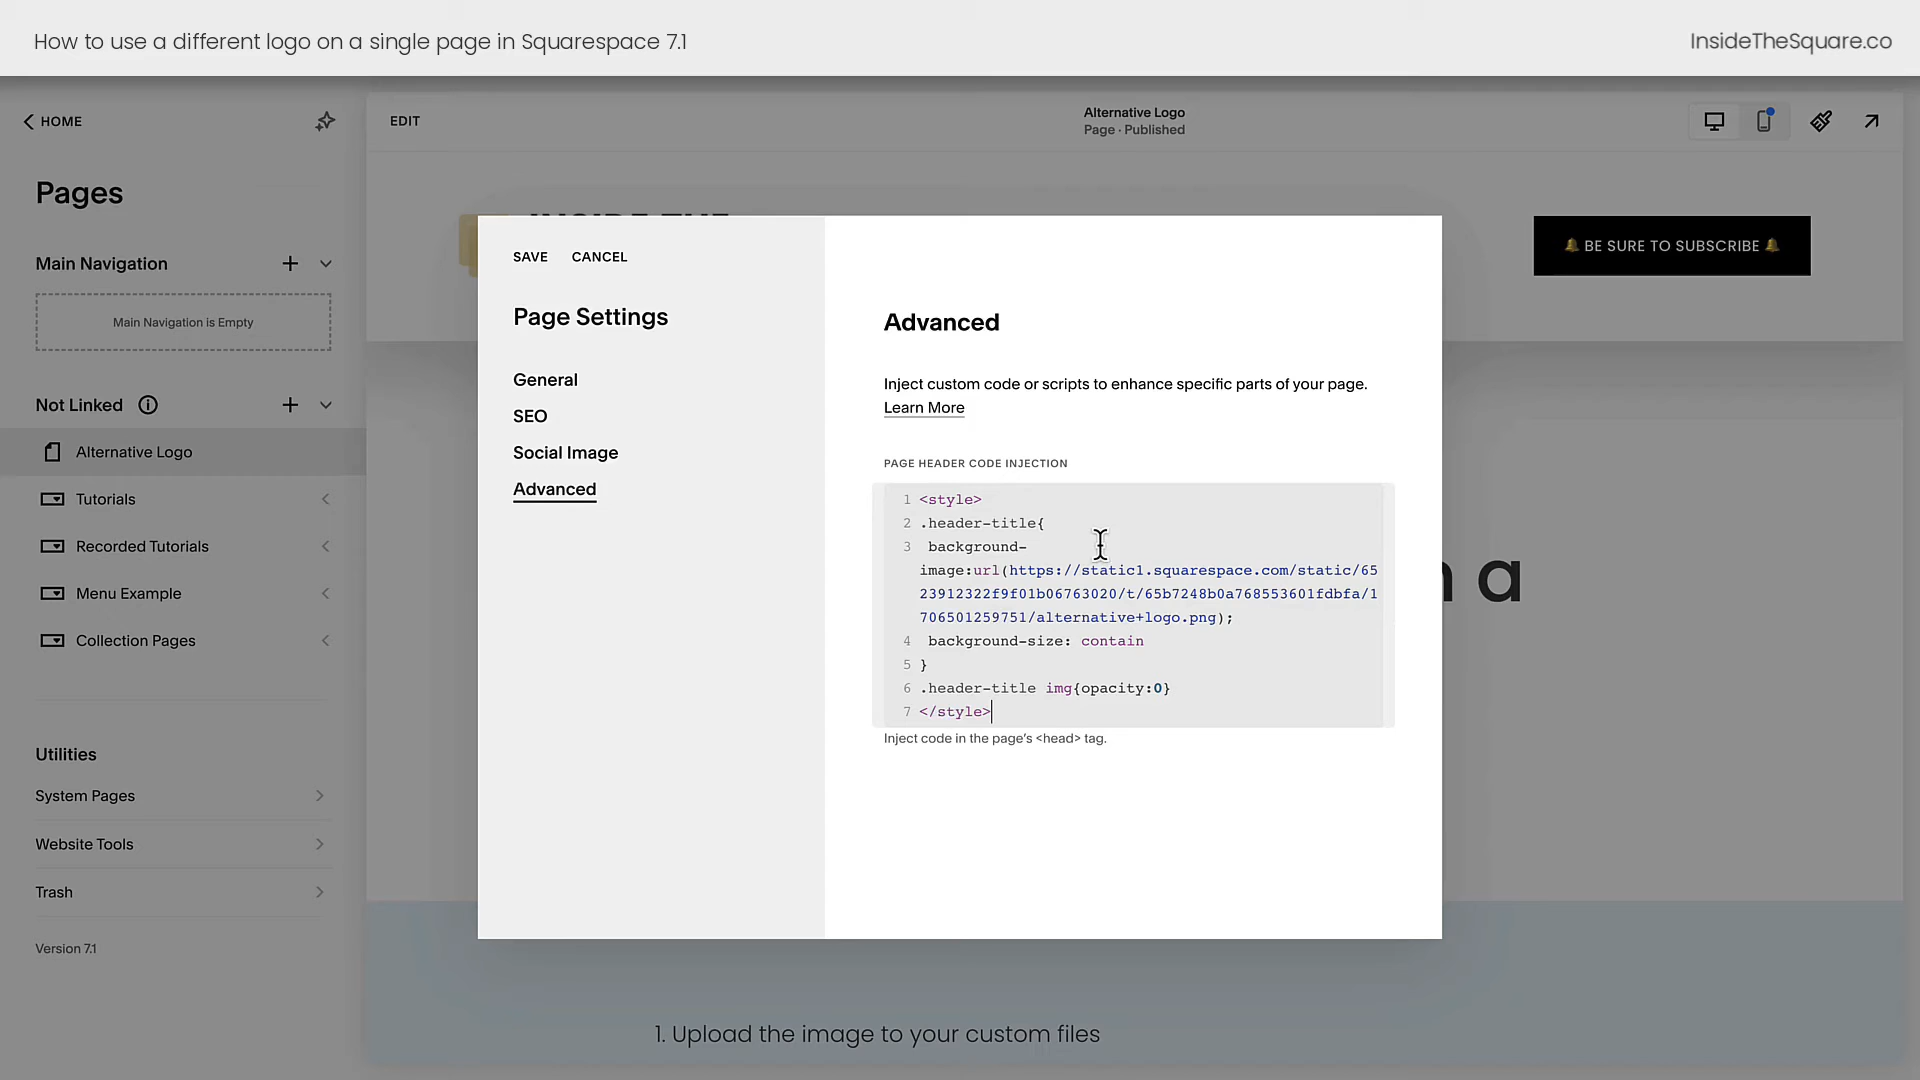 How to use a different logo on a single page in Squarespace 7.1
InsideTheSquare.co
HOME
EDIT
Alternative Logo
Page · Published
Pages
Main Navigation
Main Navigation is Empty
Not Linked
Alternative Logo
Tutorials
Recorded Tutorials
Menu Example
Collection Pages
Utilities
System Pages
Website Tools
Trash
Version 7.1
INSIDE THE
🔔 BE SURE TO SUBSCRIBE 🔔
SAVE CANCEL
Page Settings
General
SEO
Social Image
Advanced
Advanced
Inject custom code or scripts to enhance specific parts of your page.
Learn More
PAGE HEADER CODE INJECTION
1 <style>
2 .header-title{
3 background-
image:url(https://static1.squarespace.com/static/65
23912322f9f01b06763020/t/65b7248b0a768553601fdbfa/1
706501259751/alternative+logo.png);
4 background-size: contain
5 }
6 .header-title img{opacity:0}
7 </style>
Inject code in the page's <head> tag.
a
1. Upload the image to your custom files